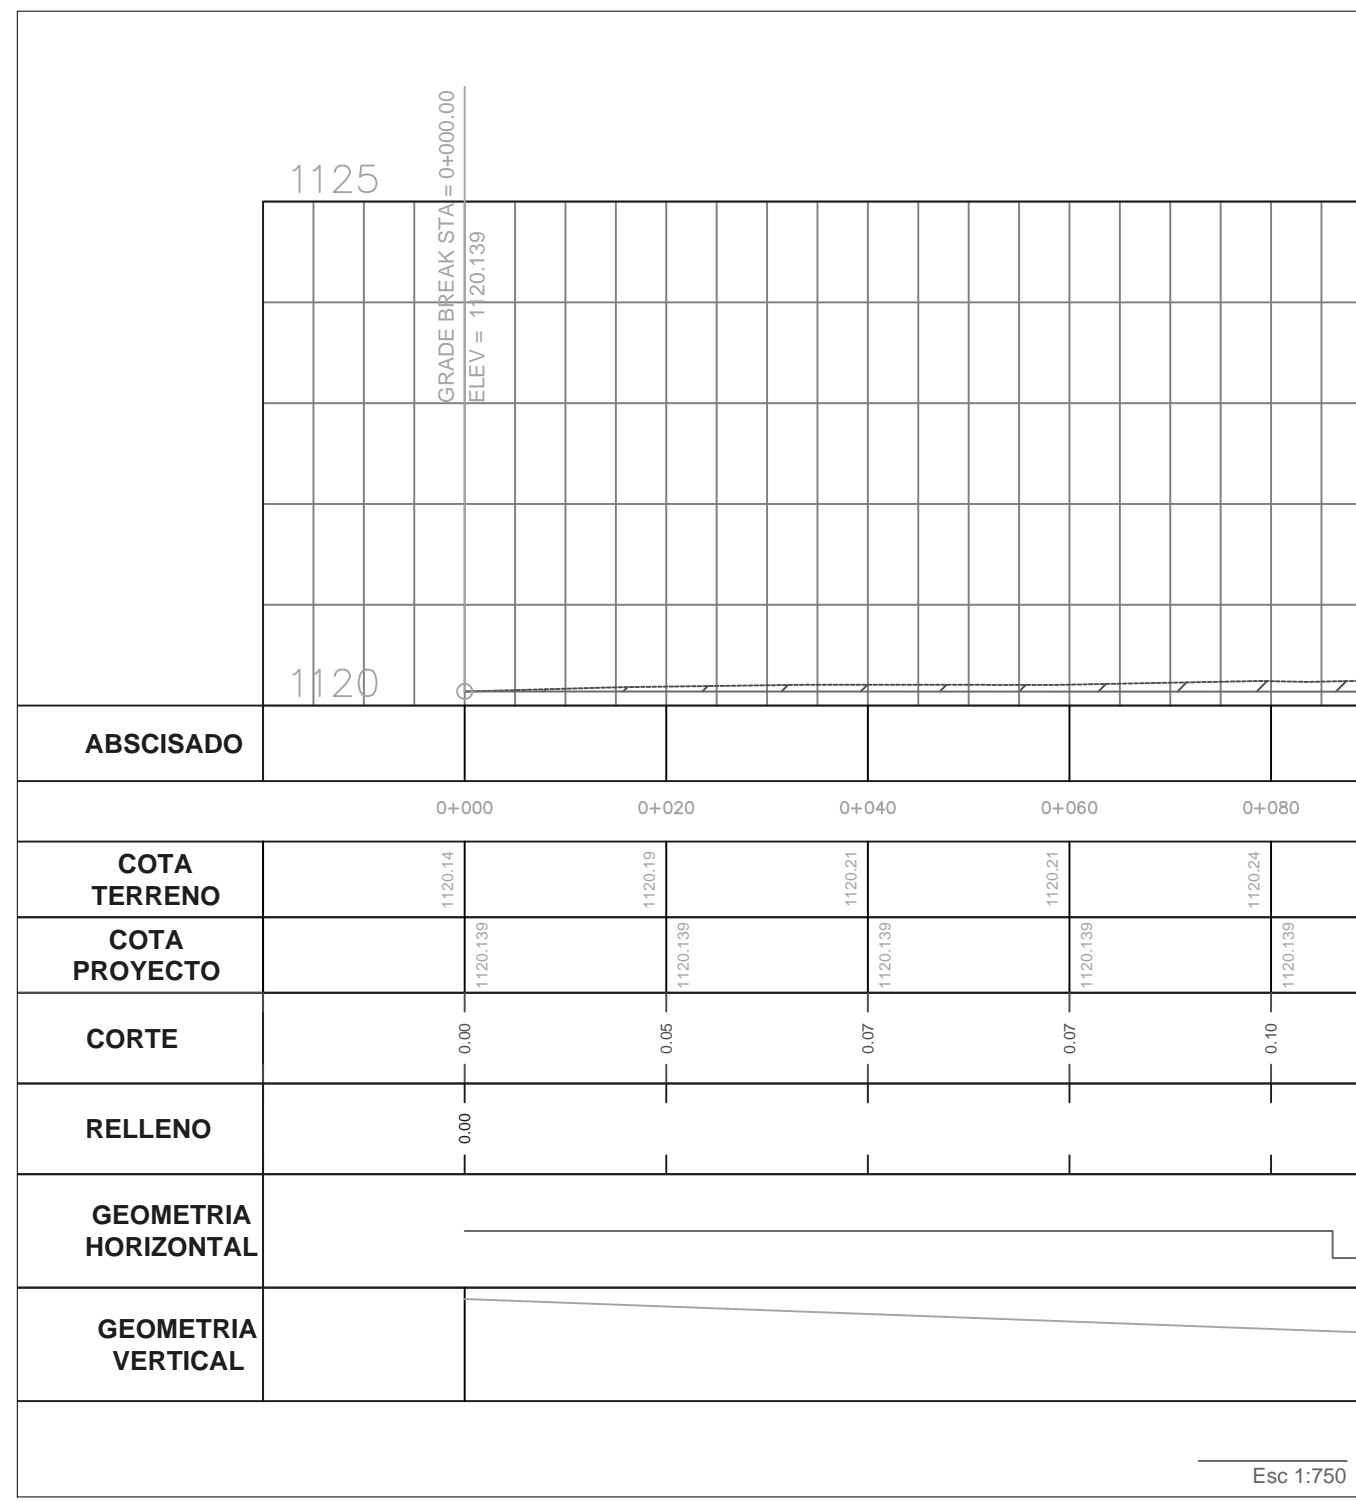 GRADE BREAK STA = 0+000.00
ELEV = 1120.139
1125
1120
ABSCISADO
0+000 0+020 0+040 0+060 0+080
COTA
TERRENO
1120.14 1120.19 1120.21 1120.21 1120.24
COTA
PROYECTO
1120.139 1120.139 1120.139 1120.139 1120.139
CORTE
0.00 0.05 0.07 0.07 0.10
RELLENO
0.00
GEOMETRIA
HORIZONTAL
GEOMETRIA
VERTICAL
Esc 1:750